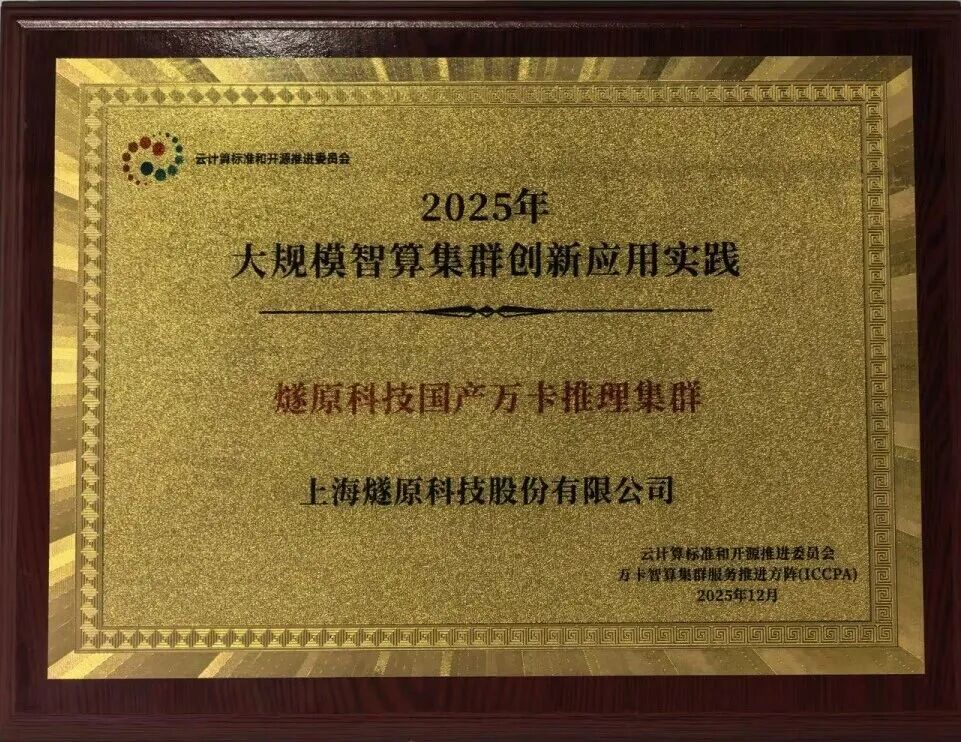 云计算标准和开源推进委员会
2025年
大规模智算集群创新应用实践
燧原科技国产万卡推理集群
上海燧原科技股份有限公司
云计算标准和开源推进委员会
万卡智算集群服务推进方阵(ICCPA)
2025年12月